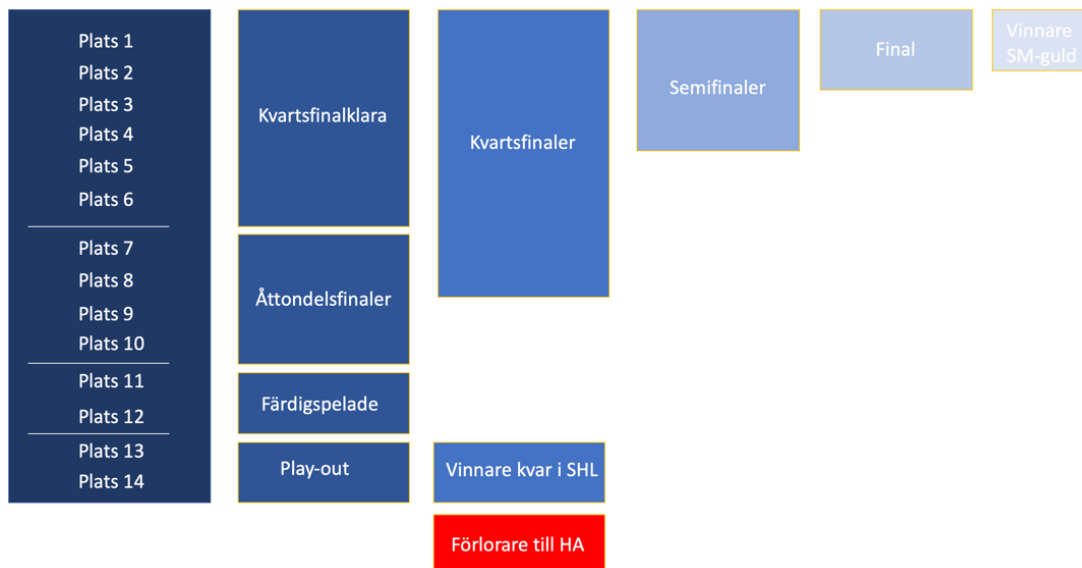 Plats 1
Plats 2
Plats 3
Plats 4
Plats 5
Plats 6
Plats 7
Plats 8
Plats 9
Plats 10
Plats 11
Plats 12
Plats 13
Plats 14
Kvartsfinalklara
Åttondelsfinaler
Färdigspelade
Play-out
Kvartsfinaler
Vinnare kvar i SHL
Förlorare till HA
Semifinaler
Final
Vinnare
SM-guld